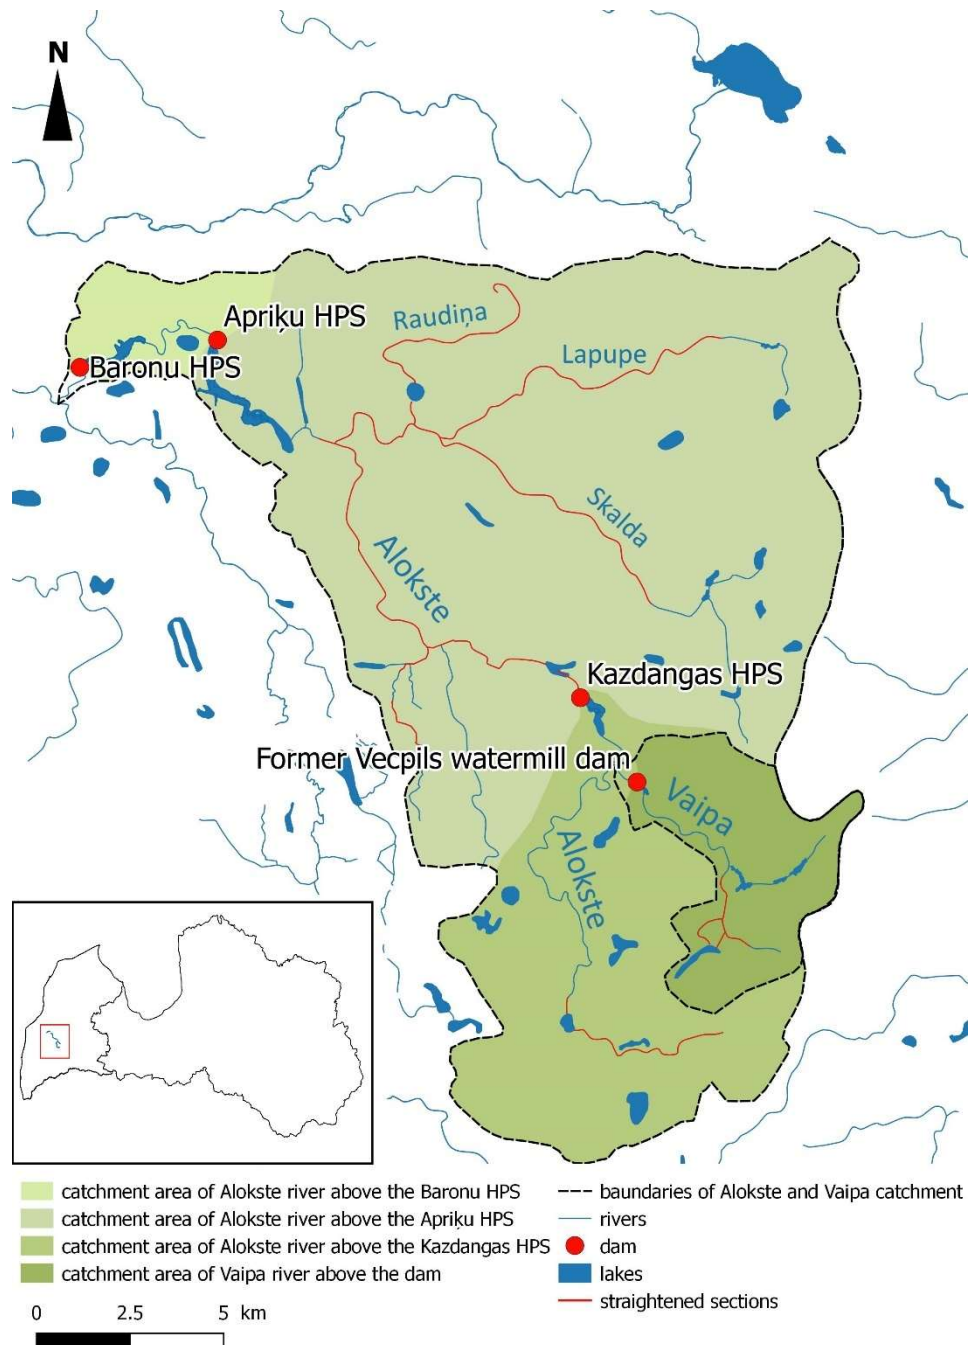 N
Apriķu HPS
Raudiņa
Baronu HPS
Lapupe
Skalda
Alokste
Kazdangas HPS
Former Vecpils watermill dam
Vaipa
Alokste
catchment area of Alokste river above the Baronu HPS
catchment area of Alokste river above the Apriķu HPS
catchment area of Alokste river above the Kazdangas HPS
catchment area of Vaipa river above the dam
0 2.5 5 km
baundaries of Alokste and Vaipa catchment
rivers
dam
lakes
straightened sections